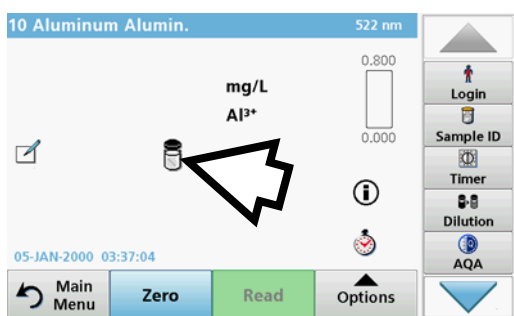 10 Aluminum Alumin.
522 nm
0.800
mg/L
Al³⁺
0.000
05-JAN-2000 03:37:04
Main Menu
Zero
Read
Options
Login
Sample ID
Timer
Dilution
AQA